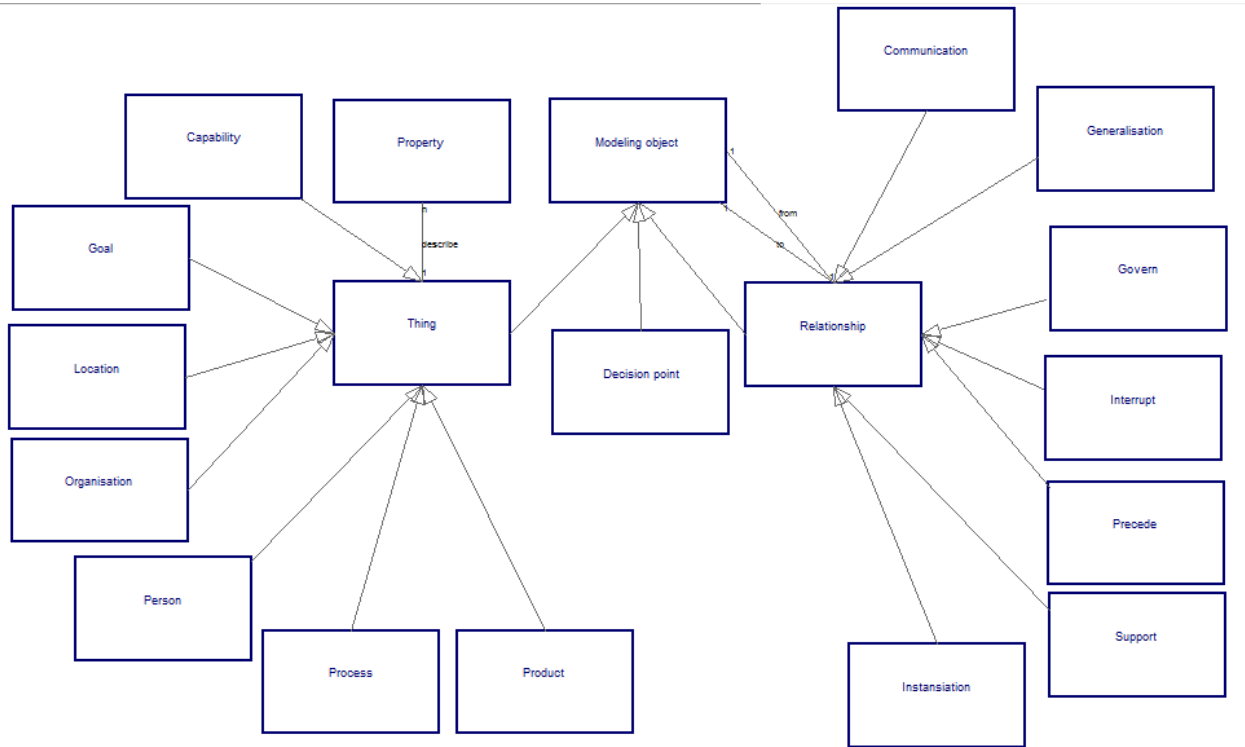 Communication
Capability
Property
Modeling object
Generalisation
1
from
n
1
to
describe
Goal
1
1
Govern
Thing
Relationship
Location
Decision point
Interrupt
Organisation
Precede
Person
Support
Process
Product
Instansiation